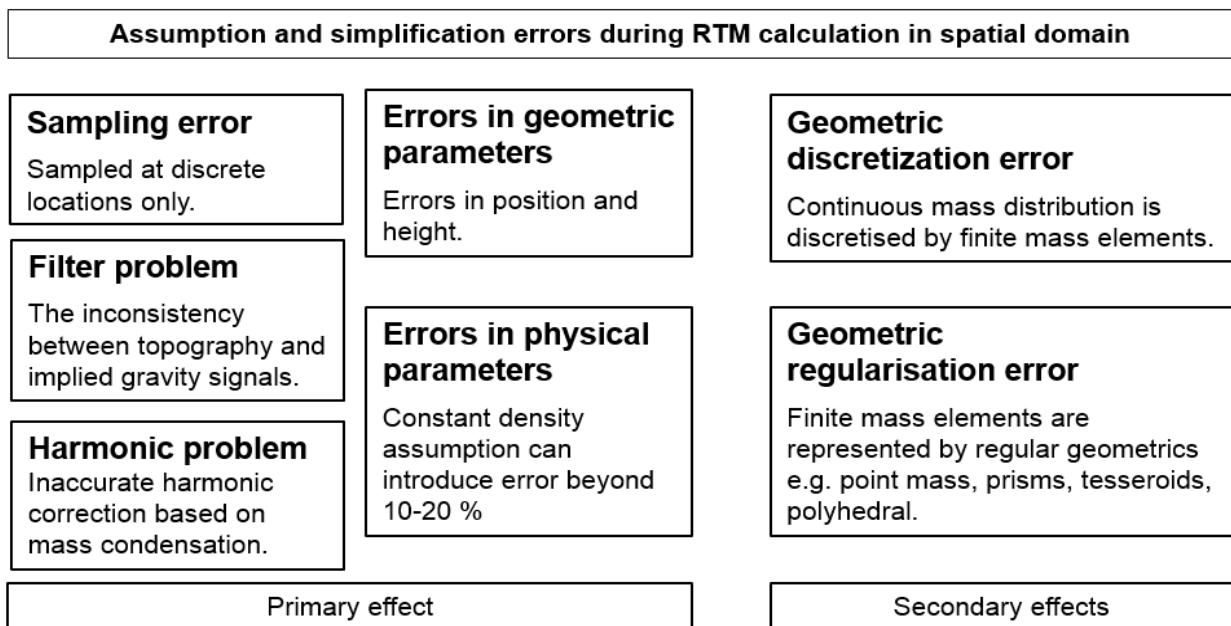 Assumption and simplification errors during RTM calculation in spatial domain
Sampling error
Sampled at discrete
locations only.
Filter problem
The inconsistency
between topography and
implied gravity signals.
Harmonic problem
Inaccurate harmonic
correction based on
mass condensation.
Errors in geometric
parameters
Errors in position and
height.
Errors in physical
parameters
Constant density
assumption can
introduce error beyond
10-20 %
Primary effect
Geometric
discretization error
Continuous mass distribution is
discretised by finite mass elements.
Geometric
regularisation error
Finite mass elements are
represented by regular geometrics
e.g. point mass, prisms, tesseroids,
polyhedral.
Secondary effects